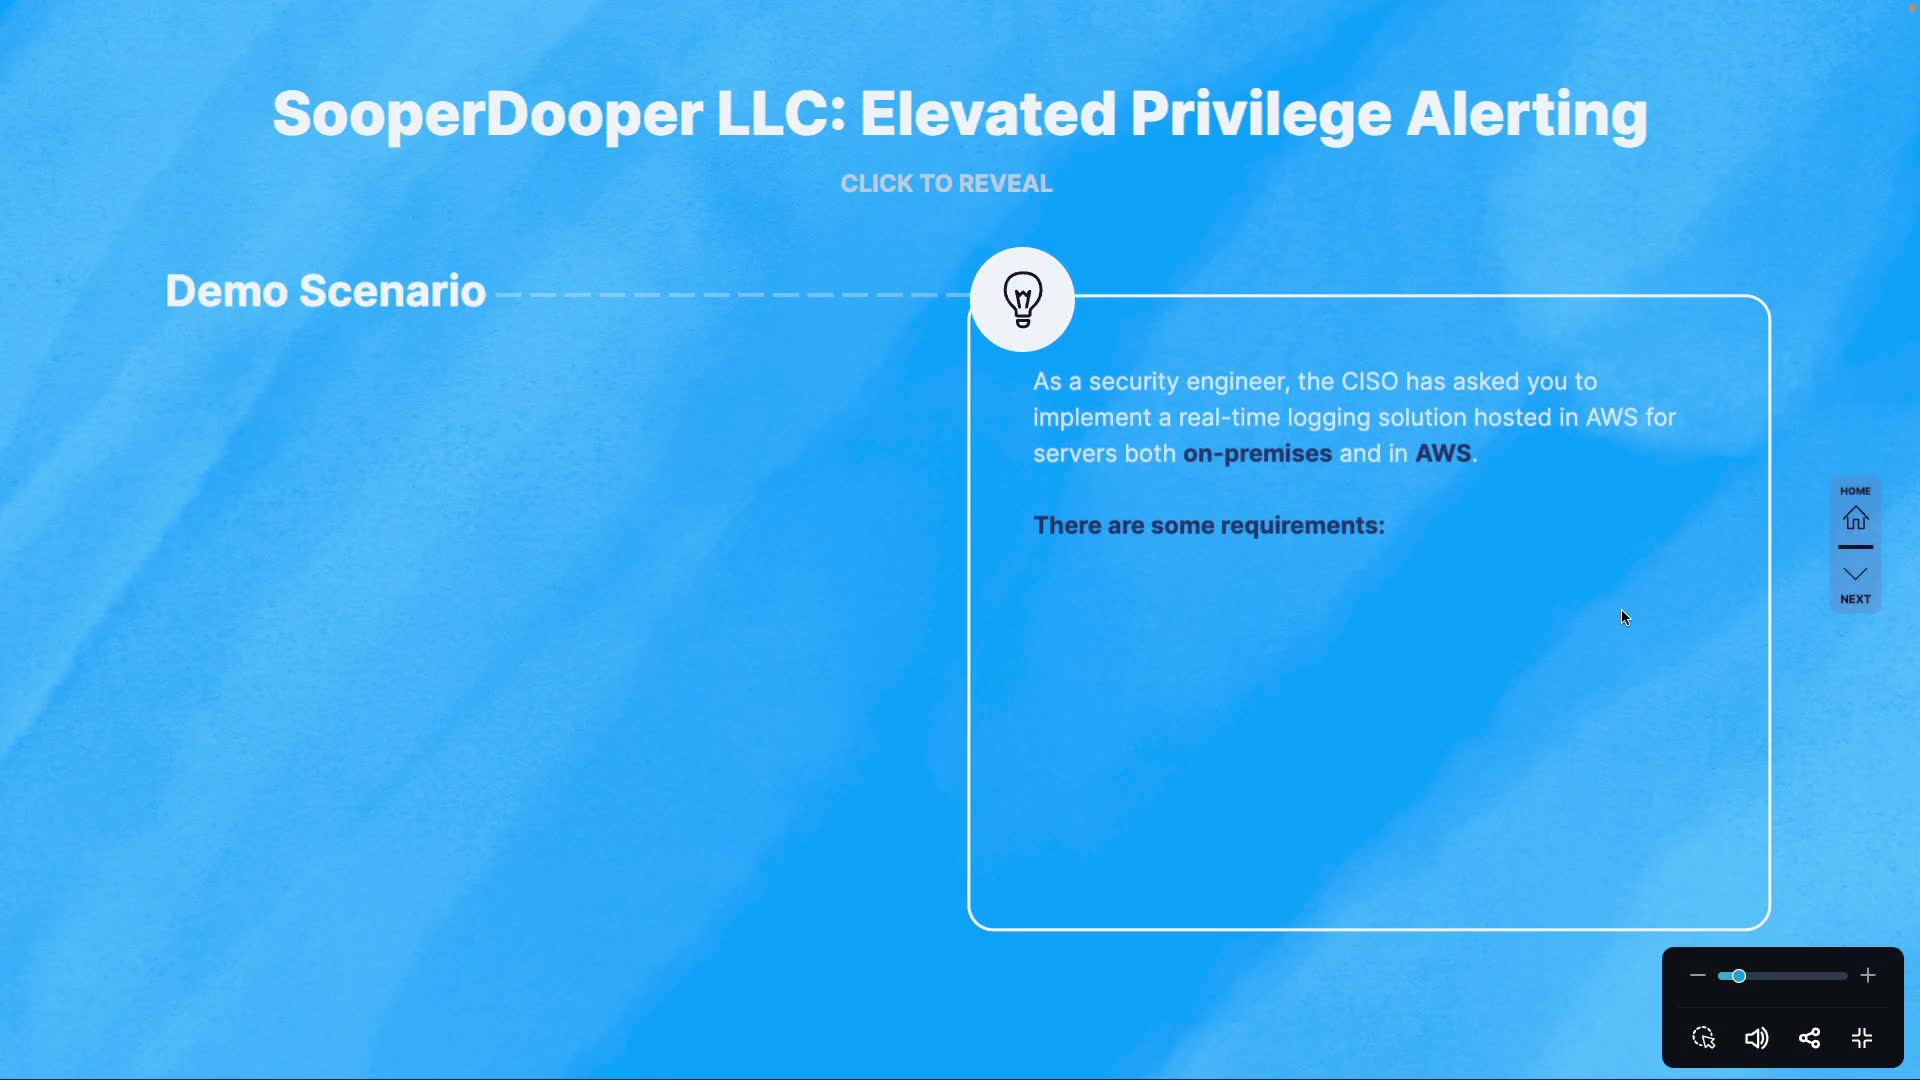 SooperDooper LLC: Elevated Privilege Alerting
CLICK TO REVEAL
Demo Scenario
As a security engineer, the CISO has asked you to
implement a real-time logging solution hosted in AWS for
servers both on-premises and in AWS.
There are some requirements:
HOME
NEXT